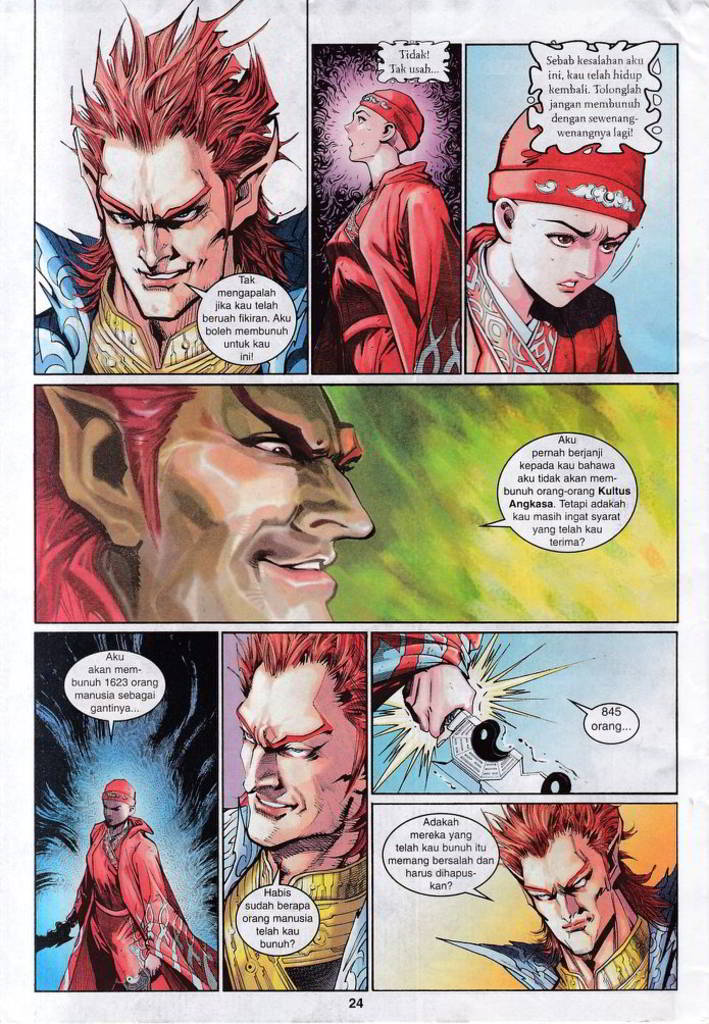 Tak
mengapalah
jika kau telah
beruah fikiran. Aku
boleh membunuh
untuk kau
ini!
Tidak!
Tak usah...
Sebab kesalahan aku
ini, kau telah hidup
kembali. Tolonglah
jangan membunuh
dengan sewenang-
wenangnya lagi!
Aku
pernah berjanji
kepada kau bahawa
aku tidak akan mem-
bunuh orang-orang Kultus
Angkasa. Tetapi adakah
kau masih ingat syarat
yang telah kau
terima?
Aku
akan mem-
bunuh 1623 orang
manusia sebagai
gantinya...
Habis
sudah berapa
orang manusia
telah kau
bunuh?
845
orang...
Adakah
mereka yang
telah kau bunuh itu
memang bersalah dan
harus dihapus-
kan?
24